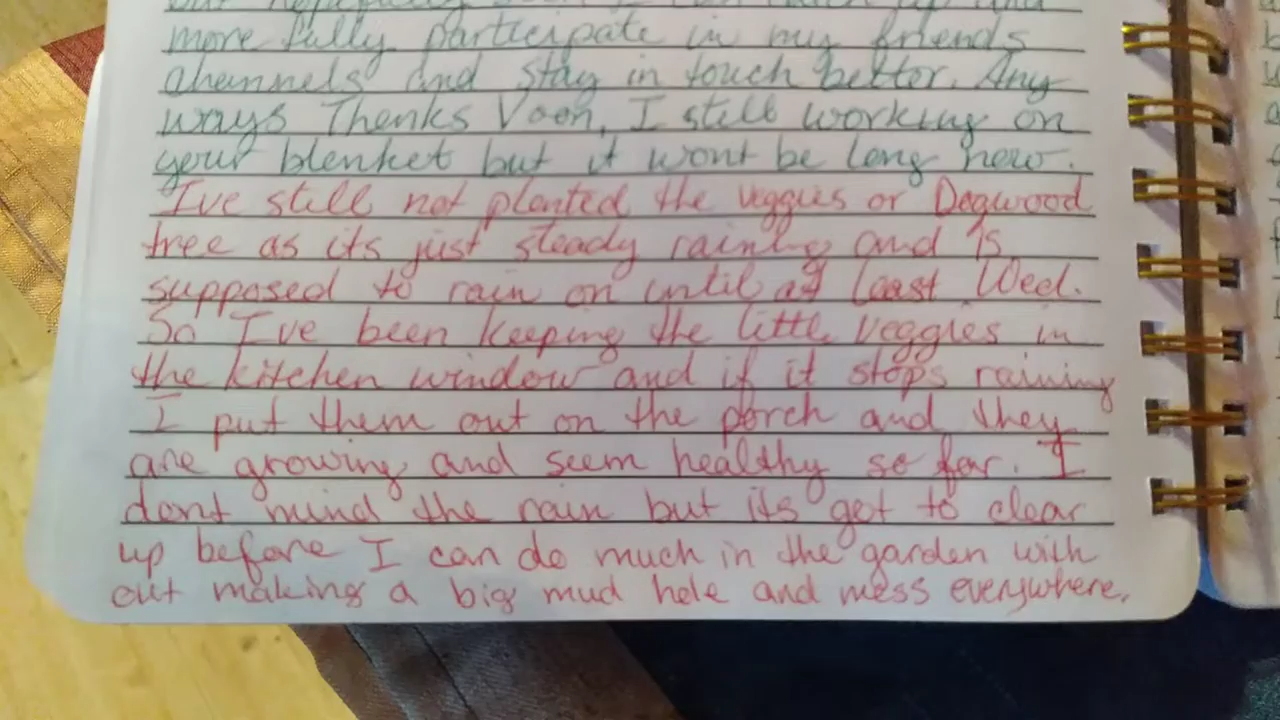 more fully participate in my friends
channels and stay in touch better. Any
ways Thanks Voon, I still working on
your blanket but it wont be long now.
I've still not planted the veggies or Dogwood
tree as its just steady raining and is
supposed to rain on until at least Wed.
So I've been keeping the little veggies in
the kitchen window and if it stops raining
I put them out on the porch and they
are growing and seem healthy so far. I
dont mind the rain but its got to clear
up before I can do much in the garden with
out making a big mud hole and mess everywhere.